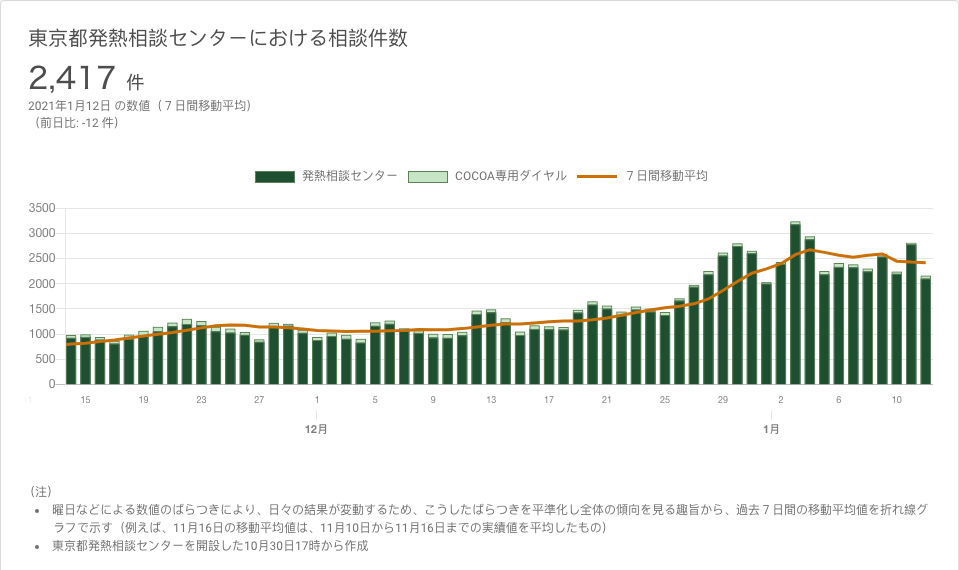 東京都発熱相談センターにおける相談件数
2,417 件
2021年1月12日 の数値（７日間移動平均）
（前日比: -12 件）
発熱相談センター COCOA専用ダイヤル ７日間移動平均
3500
3000
2500
2000
1500
1000
500
0
15 19 23 27 1 5 9 13 17 21 25 29 2 6 10
12月 1月
（注）
• 曜日などによる数値のばらつきにより、日々の結果が変動するため、こうしたばらつきを平準化し全体の傾向を見る趣旨から、過去７日間の移動平均値を折れ線グ
ラフで示す（例えば、11月16日の移動平均値は、11月10日から11月16日までの実績値を平均したもの）
• 東京都発熱相談センターを開設した10月30日17時から作成